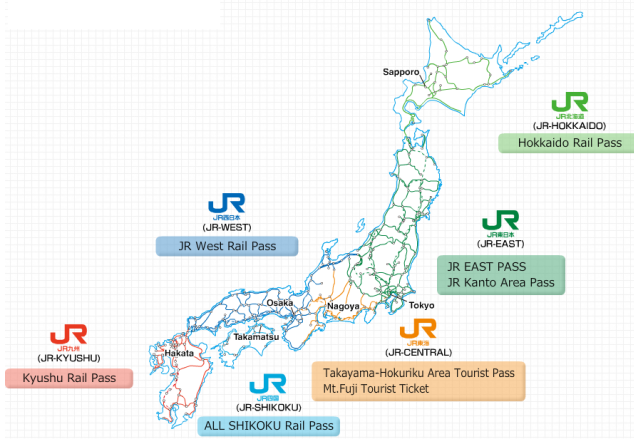 Sapporo
JR
JR北海道
(JR-HOKKAIDO)
Hokkaido Rail Pass
JR
JR西日本
(JR-WEST)
JR West Rail Pass
JR
JR東日本
(JR-EAST)
JR EAST PASS
JR Kanto Area Pass
Osaka
Nagoya
Tokyo
Takamatsu
JR
JR九州
(JR-KYUSHU)
Hakata
Kyushu Rail Pass
JR
JR東海
(JR-CENTRAL)
Takayama-Hokuriku Area Tourist Pass
Mt.Fuji Tourist Ticket
JR
JR四国
(JR-SHIKOKU)
ALL SHIKOKU Rail Pass